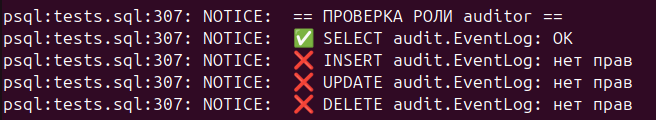 psql:tests.sql:307: NOTICE:  == ПРОВЕРКА РОЛИ auditor ==
psql:tests.sql:307: NOTICE:  ✅ SELECT audit.EventLog: OK
psql:tests.sql:307: NOTICE:  ❌ INSERT audit.EventLog: нет прав
psql:tests.sql:307: NOTICE:  ❌ UPDATE audit.EventLog: нет прав
psql:tests.sql:307: NOTICE:  ❌ DELETE audit.EventLog: нет прав